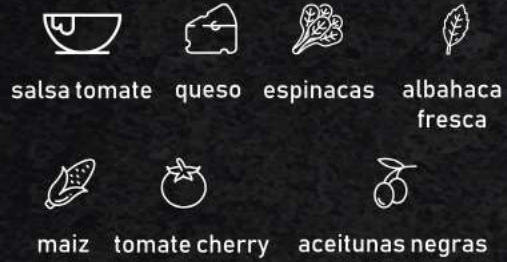 salsa tomate queso espinacas albahaca
fresca
maiz tomate cherry aceitunas negras